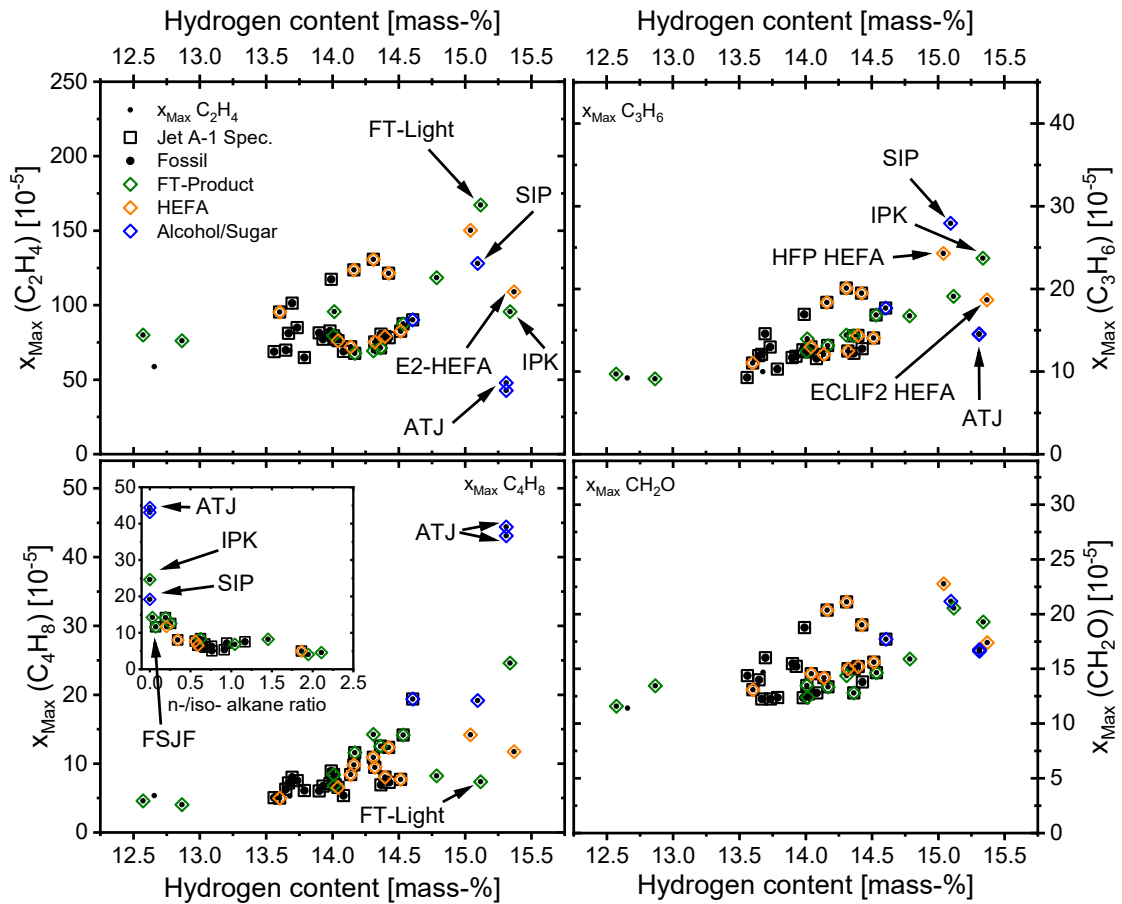 Hydrogen content [mass-%]
Hydrogen content [mass-%]
12.5 13.0 13.5 14.0 14.5 15.0 15.5
12.5 13.0 13.5 14.0 14.5 15.0 15.5
250
200
150
100
50
0
x_Max (C₂H₄) [10⁻⁵]
x_Max C₂H₄
Jet A-1 Spec.
Fossil
FT-Product
HEFA
Alcohol/Sugar
FT-Light
SIP
E2-HEFA
IPK
ATJ
x_Max C₃H₆
SIP
IPK
HFP HEFA
ECLIF2 HEFA
ATJ
40
30
20
10
0
x_Max (C₃H₆) [10⁻⁵]
50
40
30
20
10
0
x_Max (C₄H₈) [10⁻⁵]
x_Max C₄H₈
50
40
30
20
10
0
ATJ
IPK
SIP
0.0 0.5 1.0 1.5 2.0 2.5
n-/iso- alkane ratio
FSJF
ATJ
FT-Light
x_Max CH₂O
30
25
20
15
10
5
0
x_Max (CH₂O) [10⁻⁵]
12.5 13.0 13.5 14.0 14.5 15.0 15.5
12.5 13.0 13.5 14.0 14.5 15.0 15.5
Hydrogen content [mass-%]
Hydrogen content [mass-%]